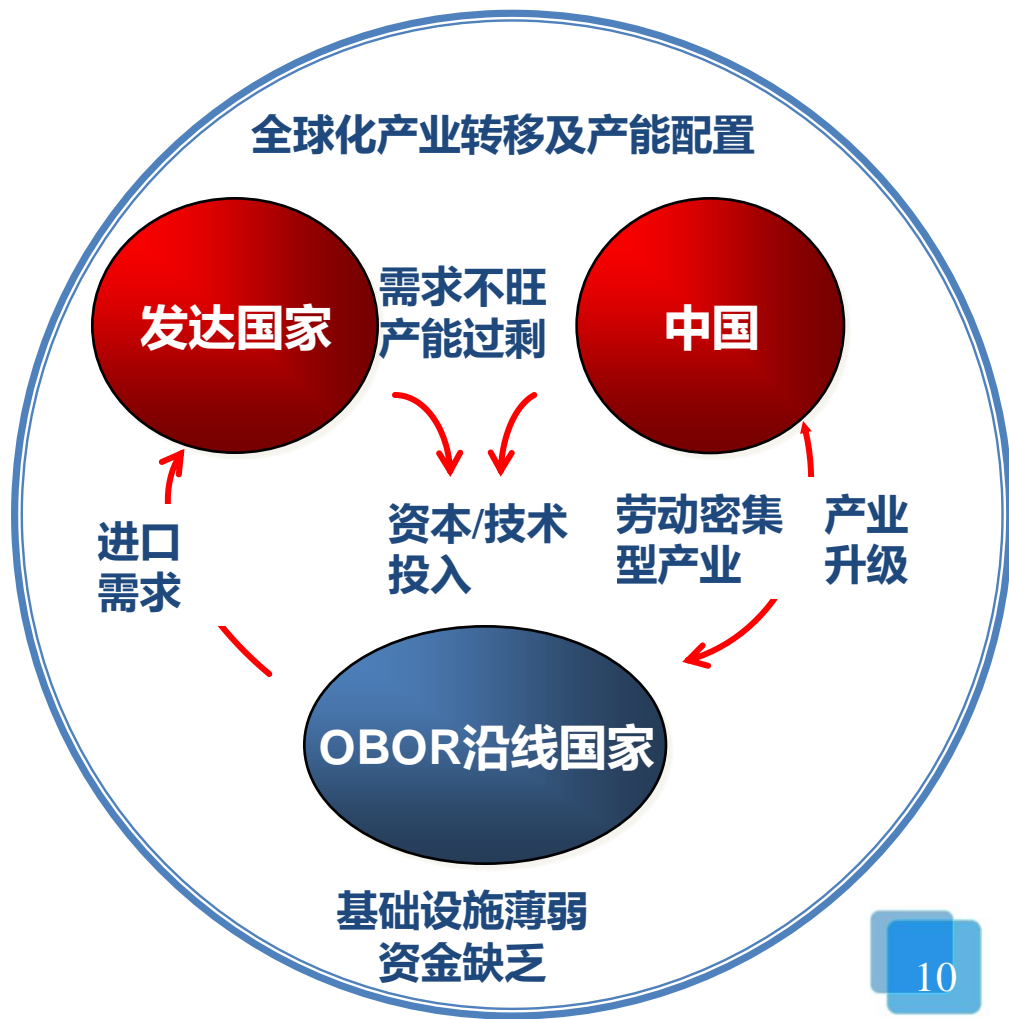 全球化产业转移及产能配置
发达国家
需求不旺
产能过剩
中国
进口
需求
资本/技术
投入
劳动密集
型产业
产业
升级
OBOR沿线国家
基础设施薄弱
资金缺乏
10